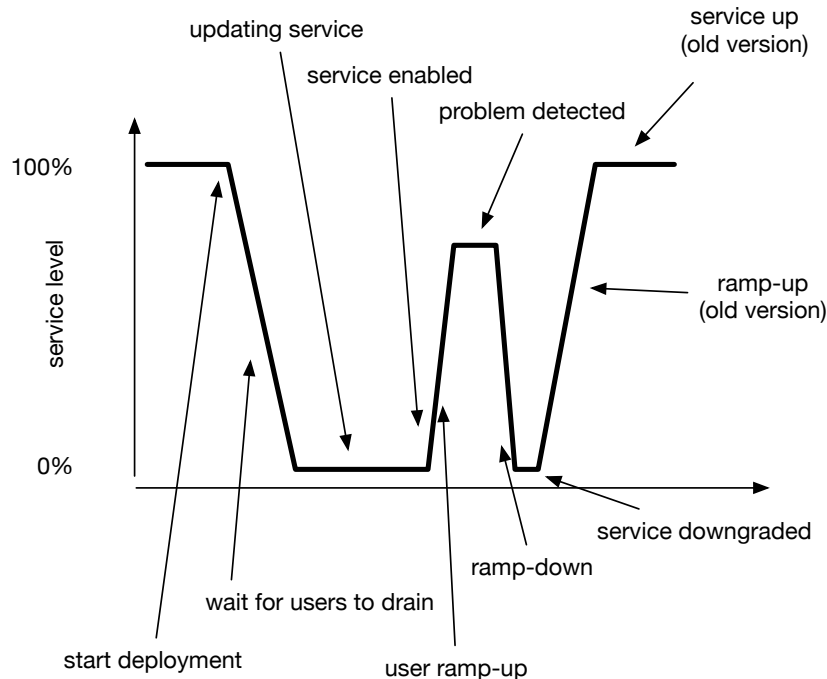 service up
(old version)
updating service
service enabled
problem detected
100%
service level
ramp-up
(old version)
0%
service downgraded
ramp-down
wait for users to drain
start deployment
user ramp-up